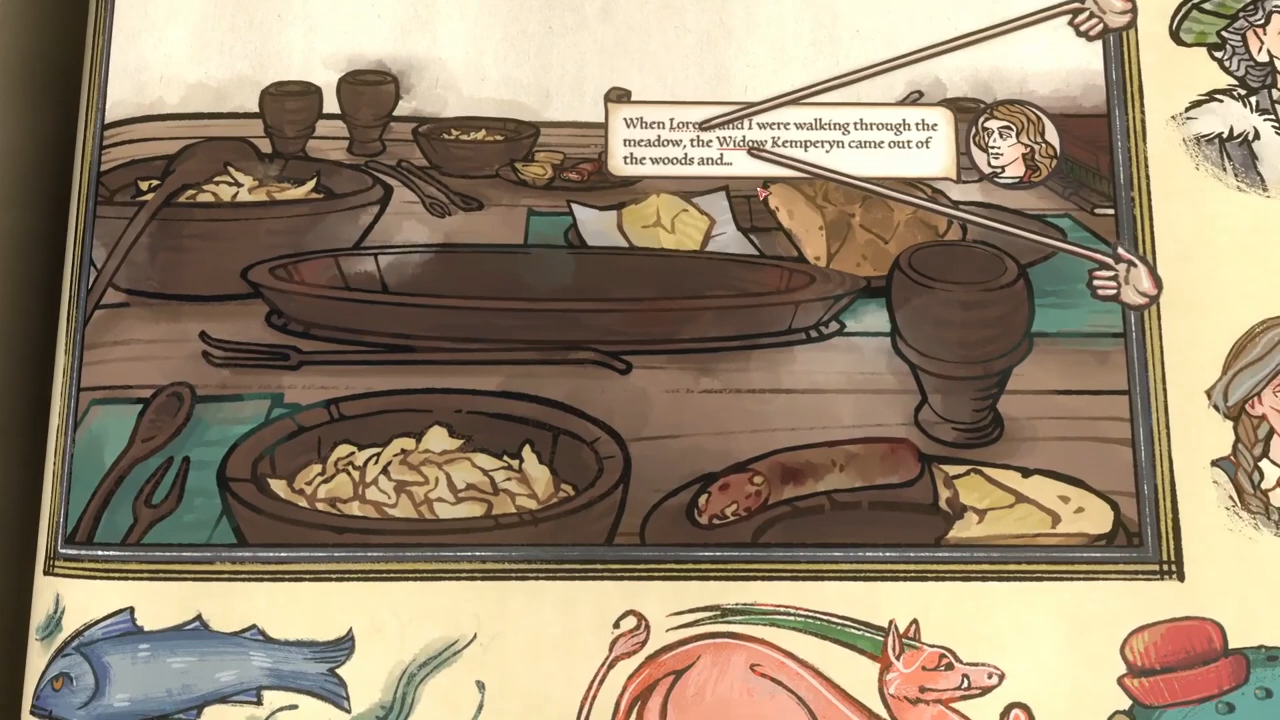 When and I were walking through the
meadow, the Widow Kemperyn came out of
the woods and...